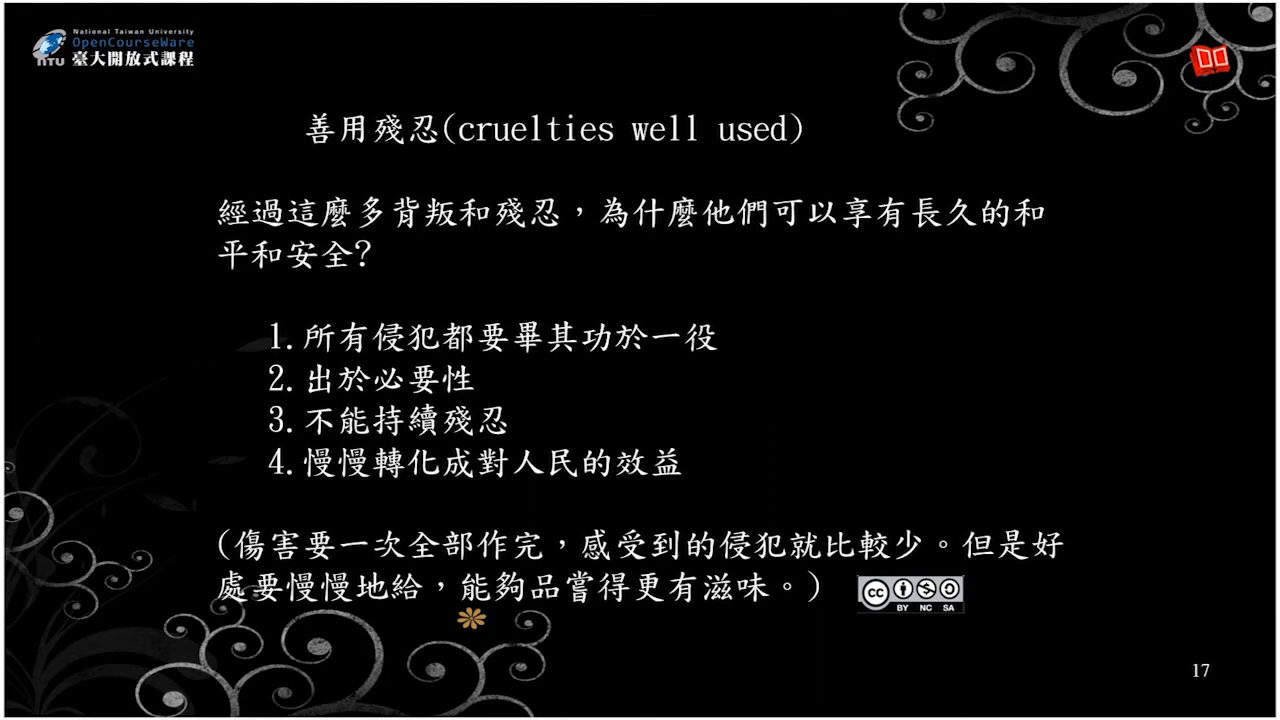 National Taiwan University
OpenCourseWare
NTU 臺大開放式課程
善用殘忍(cruelties well used)
經過這麼多背叛和殘忍，為什麼他們可以享有長久的和
平和安全?
1.所有侵犯都要畢其功於一役
2.出於必要性
3.不能持續殘忍
4.慢慢轉化成對人民的效益
(傷害要一次全部作完，感受到的侵犯就比較少。但是好
處要慢慢地給，能夠品嘗得更有滋味。)
cc BY NC SA
17